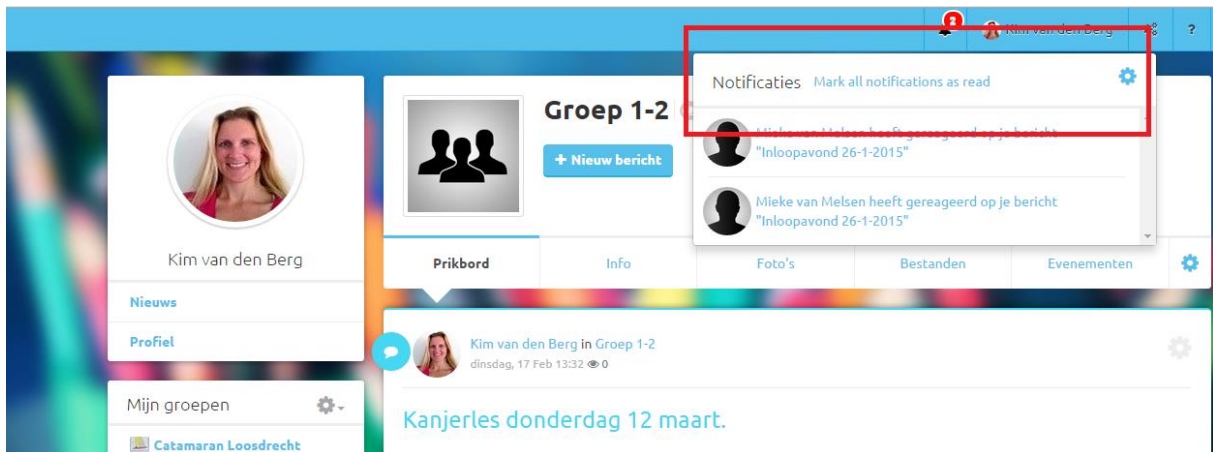 2
Kim van den Berg
?
Notificaties Mark all notifications as read
Mieke van Melsen heeft gereageerd op je bericht
"Inloopavond 26-1-2015"
Mieke van Melsen heeft gereageerd op je bericht
"Inloopavond 26-1-2015"
Groep 1-2
+ Nieuw bericht
Kim van den Berg
Nieuws
Profiel
Mijn groepen
Catamaran Loosdrecht
Prikbord Info Foto's Bestanden Evenementen
Kim van den Berg in Groep 1-2
dinsdag, 17 Feb 13:32 0
Kanjerles donderdag 12 maart.